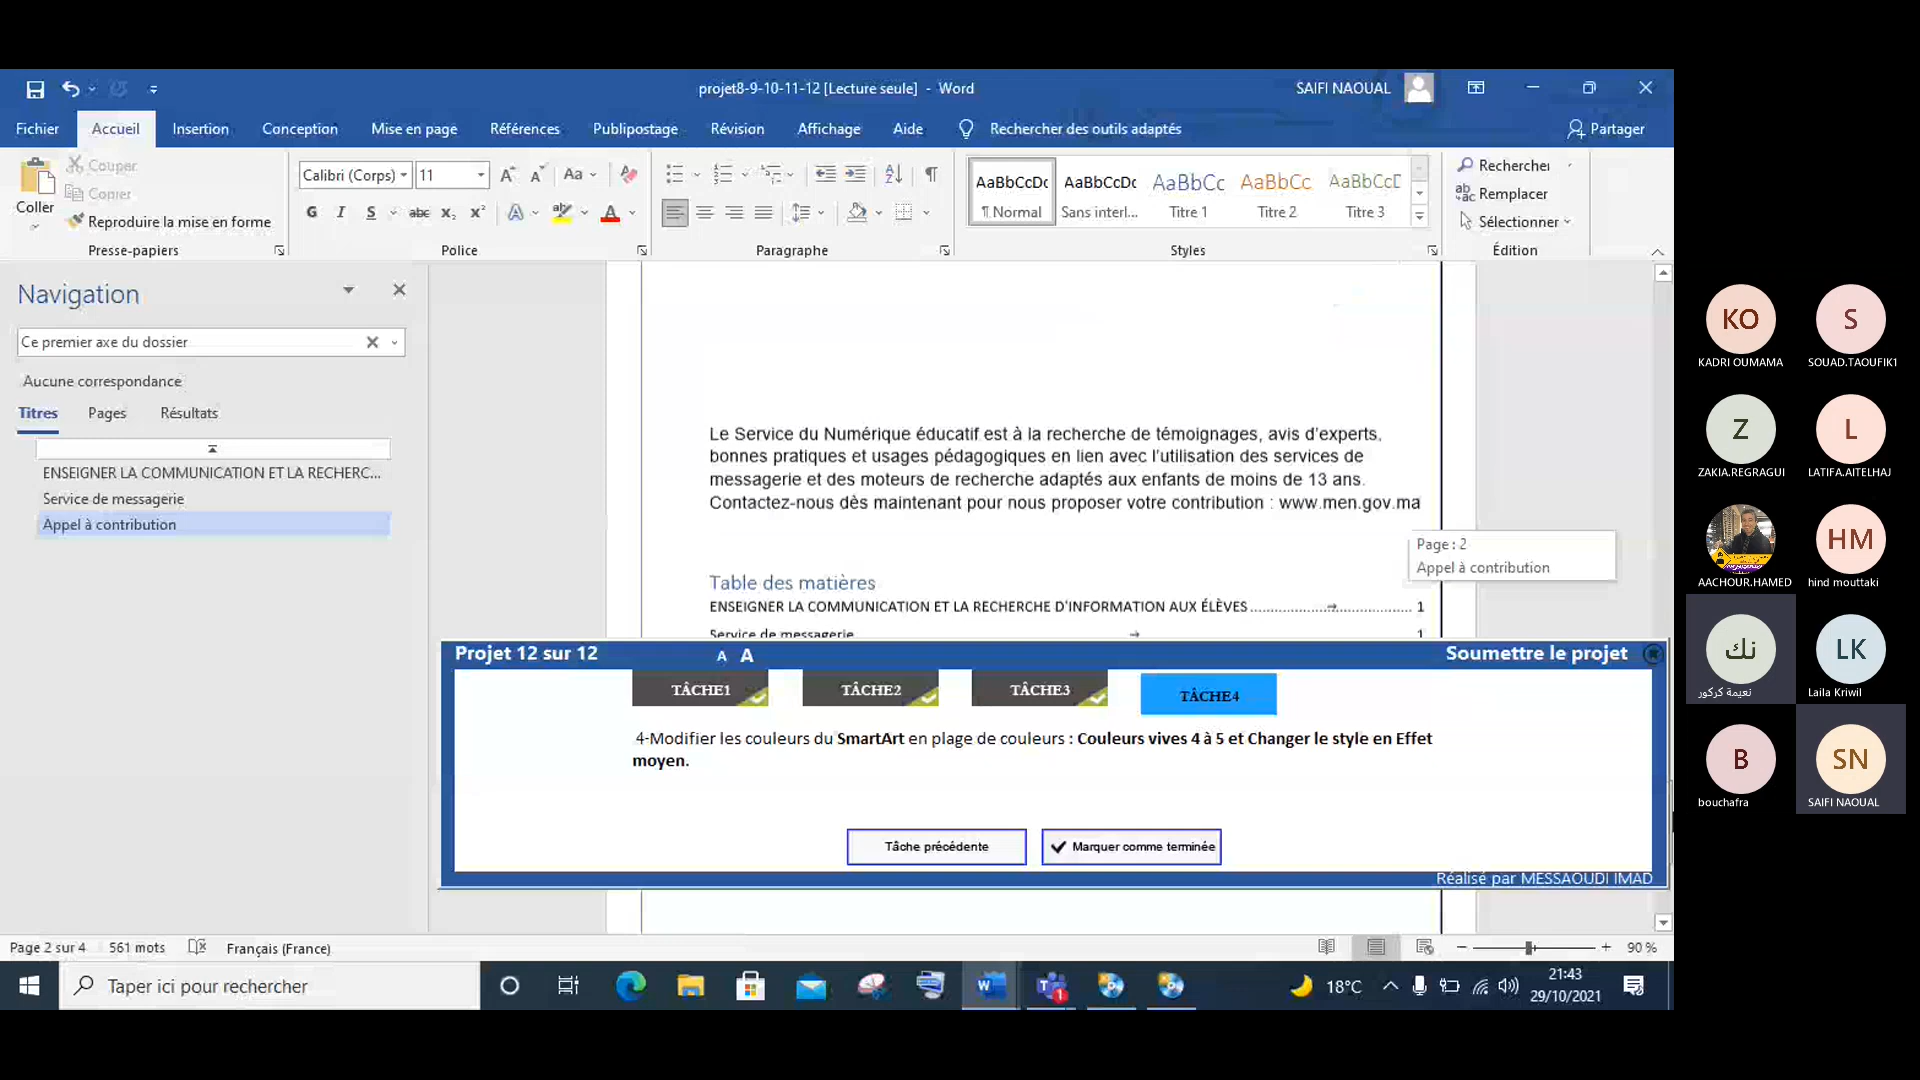 projet8-9-10-11-12 [Lecture seule] - Word
SAIFI NAOUAL
Fichier Accueil Insertion Conception Mise en page Références Publipostage Révision Affichage Aide Rechercher des outils adaptés Partager
Coller
Couper
Copier
Reproduire la mise en forme
Presse-papiers
Calibri (Corps) 11
G I S abc x₂ x²
Police
Paragraphe
AaBbCcDc AaBbCcDc AaBbCc AaBbCc AaBbCcE
¶ Normal Sans interl... Titre 1 Titre 2 Titre 3
Styles
Recherche
Remplacer
Sélectionner
Édition
Navigation
Ce premier axe du dossier
Aucune correspondance
Titres Pages Résultats
ENSEIGNER LA COMMUNICATION ET LA RECHERC...
Service de messagerie
Appel à contribution
Le Service du Numérique éducatif est à la recherche de témoignages, avis d'experts,
bonnes pratiques et usages pédagogiques en lien avec l'utilisation des services de
messagerie et des moteurs de recherche adaptés aux enfants de moins de 13 ans.
Contactez-nous dès maintenant pour nous proposer votre contribution : www.men.gov.ma
Page : 2
Appel à contribution
Table des matières
ENSEIGNER LA COMMUNICATION ET LA RECHERCHE D'INFORMATION AUX ÉLÈVES 1
Service de messagerie 1
Projet 12 sur 12 A A Soumettre le projet
TÂCHE1 TÂCHE2 TÂCHE3 TÂCHE4
4-Modifier les couleurs du SmartArt en plage de couleurs : Couleurs vives 4 à 5 et Changer le style en Effet
moyen.
Tâche précédente Marquer comme terminée
Réalisé par MESSAOUDI IMAD
Page 2 sur 4 561 mots Français (France) 90 %
Taper ici pour rechercher
18°C
21:43
29/10/2021
KO S
KADRI OUMAMA SOUAD.TAOUFIK1
Z L
ZAKIA.REGRAGUI LATIFA.AITELHAJ
HM
AACHOUR.HAMED hind mouttaki
نك LK
نعيمة كركور Laila Kriwil
B SN
bouchafra SAIFI NAOUAL